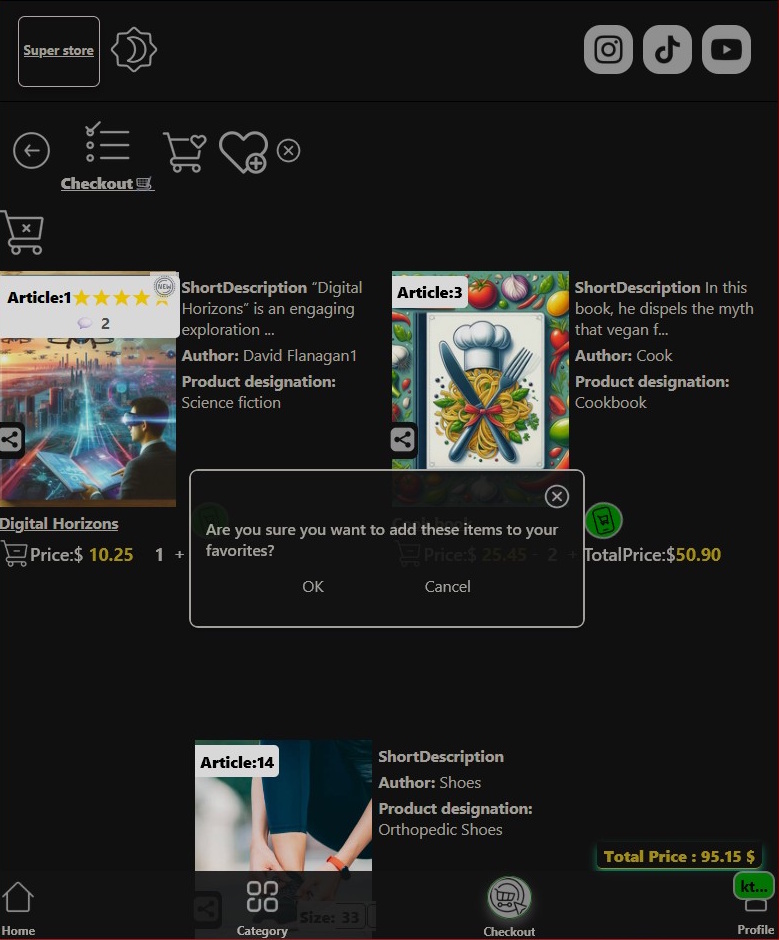 Super store
Checkout
Article:1
NEW
2
ShortDescription “Digital
Horizons” is an engaging
exploration ...
Author: David Flanagan1
Product designation:
Science fiction
Digital Horizons
Price:$ 10.25 1 +
Article:3
ShortDescription In this
book, he dispels the myth
that vegan f...
Author: Cook
Product designation:
Cookbook
Price:$ 25.45 - 2 + TotalPrice:$50.90
Are you sure you want to add these items to your
favorites?
OK Cancel
Article:14
ShortDescription
Author: Shoes
Product designation:
Orthopedic Shoes
Size: 33
Total Price : 95.15 $
kt...
Home
Category
Checkout
Profile